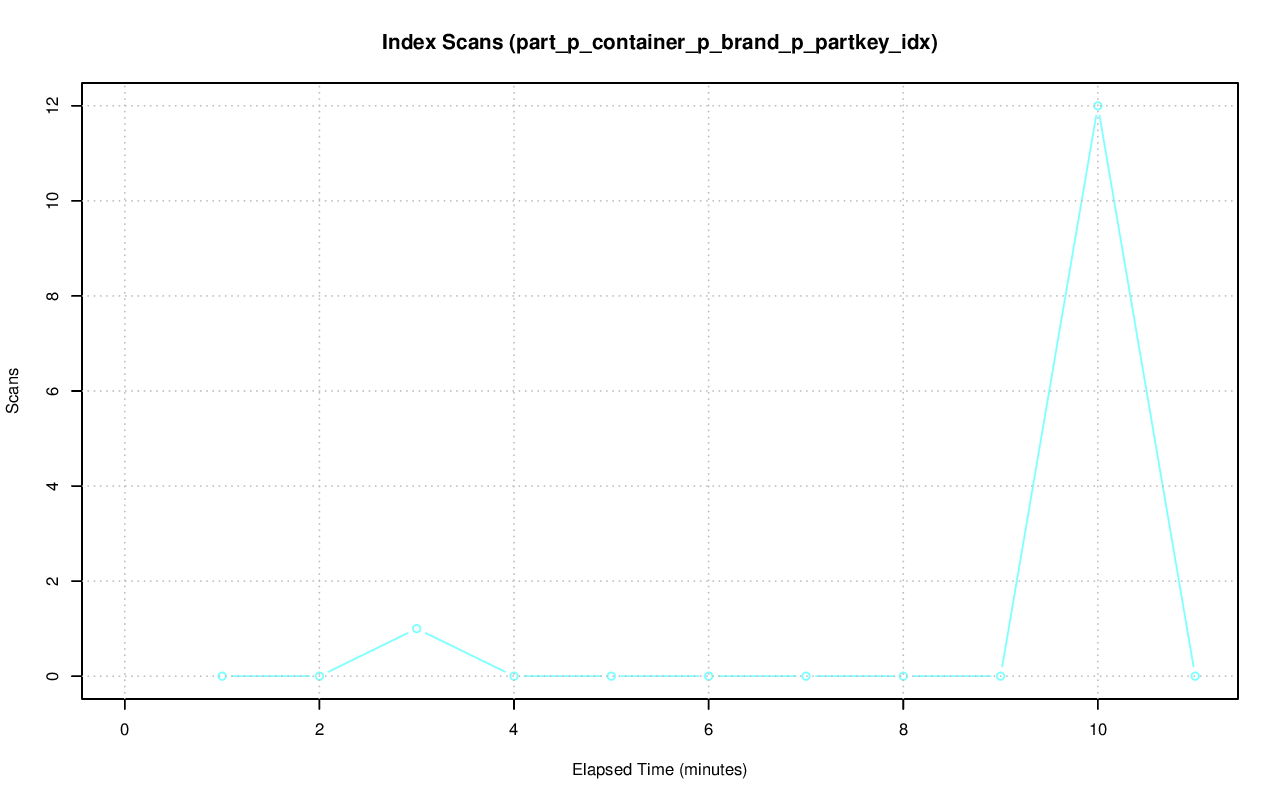 Index Scans (part_p_container_p_brand_p_partkey_idx)
12
10
8
6
4
2
0
Scans
0 2 4 6 8 10
Elapsed Time (minutes)